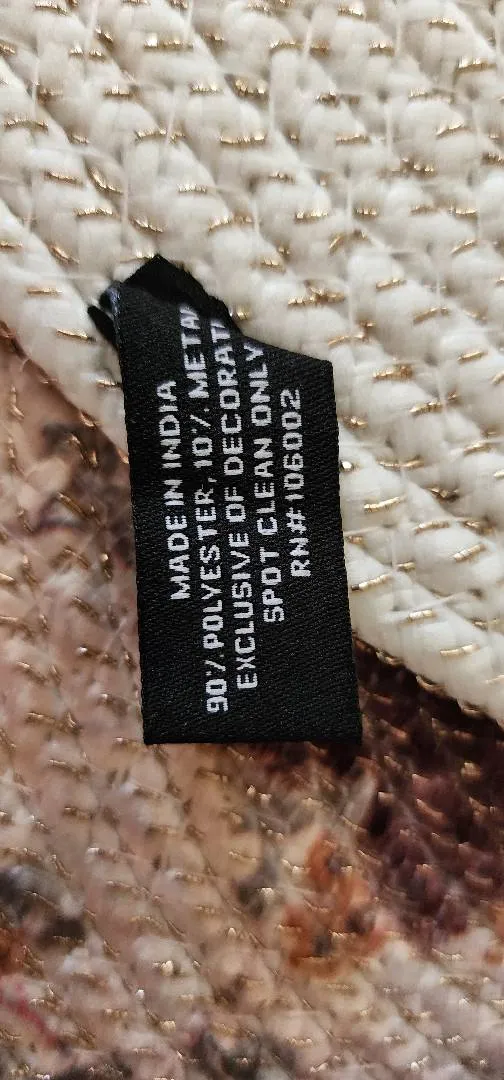 MADE IN INDIA
90% POLYESTER, 10% METAL
EXCLUSIVE OF DECORATI
SPOT CLEAN ONLY
RN# 106002